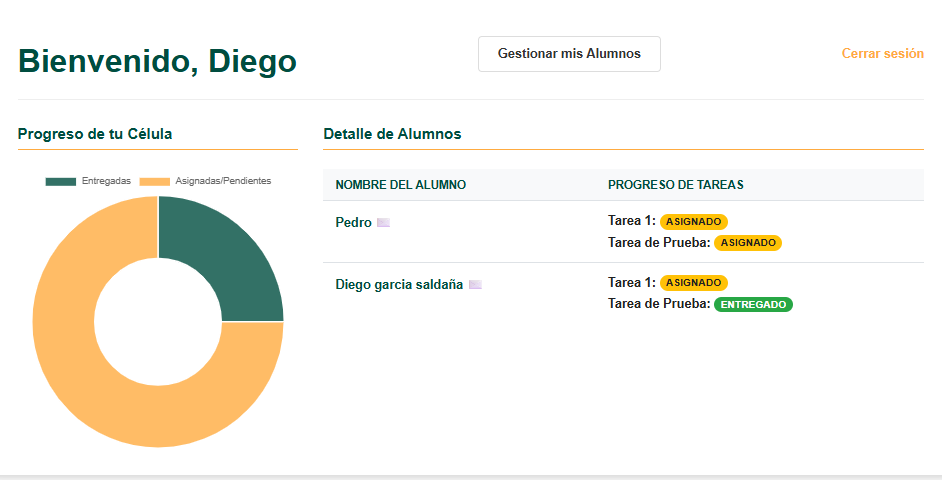 Bienvenido, Diego
Gestionar mis Alumnos
Cerrar sesión
Progreso de tu Célula
Entregadas
Asignadas/Pendientes
Detalle de Alumnos
NOMBRE DEL ALUMNO
PROGRESO DE TAREAS
Pedro
Tarea 1: ASIGNADO
Tarea de Prueba: ASIGNADO
Diego garcia saldaña
Tarea 1: ASIGNADO
Tarea de Prueba: ENTREGADO